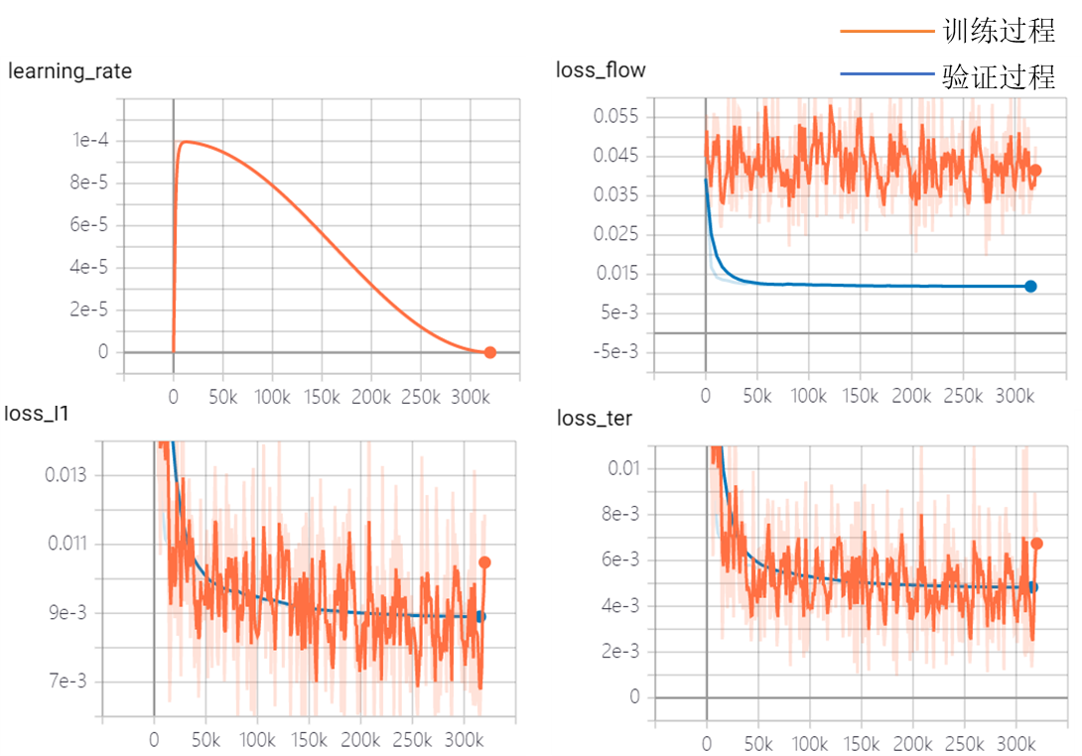 训练过程
验证过程
learning_rate
1e-4
8e-5
6e-5
4e-5
2e-5
0
0 50k 100k 150k 200k 250k 300k
loss_flow
0.055
0.045
0.035
0.025
0.015
5e-3
-5e-3
0 50k 100k 150k 200k 250k 300k
loss_l1
0.013
0.011
9e-3
7e-3
0 50k 100k 150k 200k 250k 300k
loss_ter
0.01
8e-3
6e-3
4e-3
2e-3
0
0 50k 100k 150k 200k 250k 300k